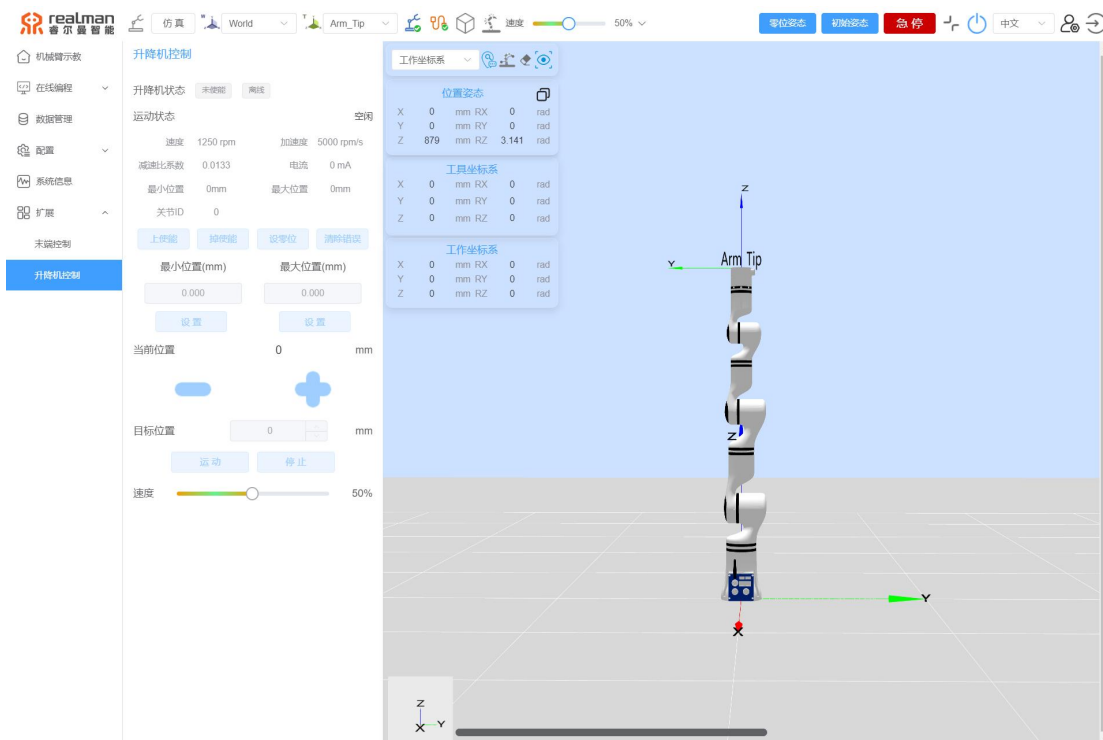 realman
睿尔曼智能
仿真 World Arm_Tip 速度 50% 零位姿态 初始姿态 急停 中文
机械臂示教
在线编程
数据管理
配置
系统信息
扩展
末端控制
升降机控制
升降机控制
升降机状态 未使能 离线
运动状态 空闲
速度 1250 rpm 加速度 5000 rpm/s
减速比系数 0.0133 电流 0 mA
最小位置 0mm 最大位置 0mm
关节ID 0
上使能 掉使能 设零位 清除错误
最小位置(mm) 最大位置(mm)
0.000 0.000
设置 设置
当前位置 0 mm
目标位置 0 mm
运动 停止
速度 50%
工作坐标系
位置姿态
X 0 mm RX 0 rad
Y 0 mm RY 0 rad
Z 879 mm RZ 3.141 rad
工具坐标系
X 0 mm RX 0 rad
Y 0 mm RY 0 rad
Z 0 mm RZ 0 rad
工作坐标系
X 0 mm RX 0 rad
Y 0 mm RY 0 rad
Z 0 mm RZ 0 rad
Z
Y Arm Tip
Z
Y
X
Z
X Y